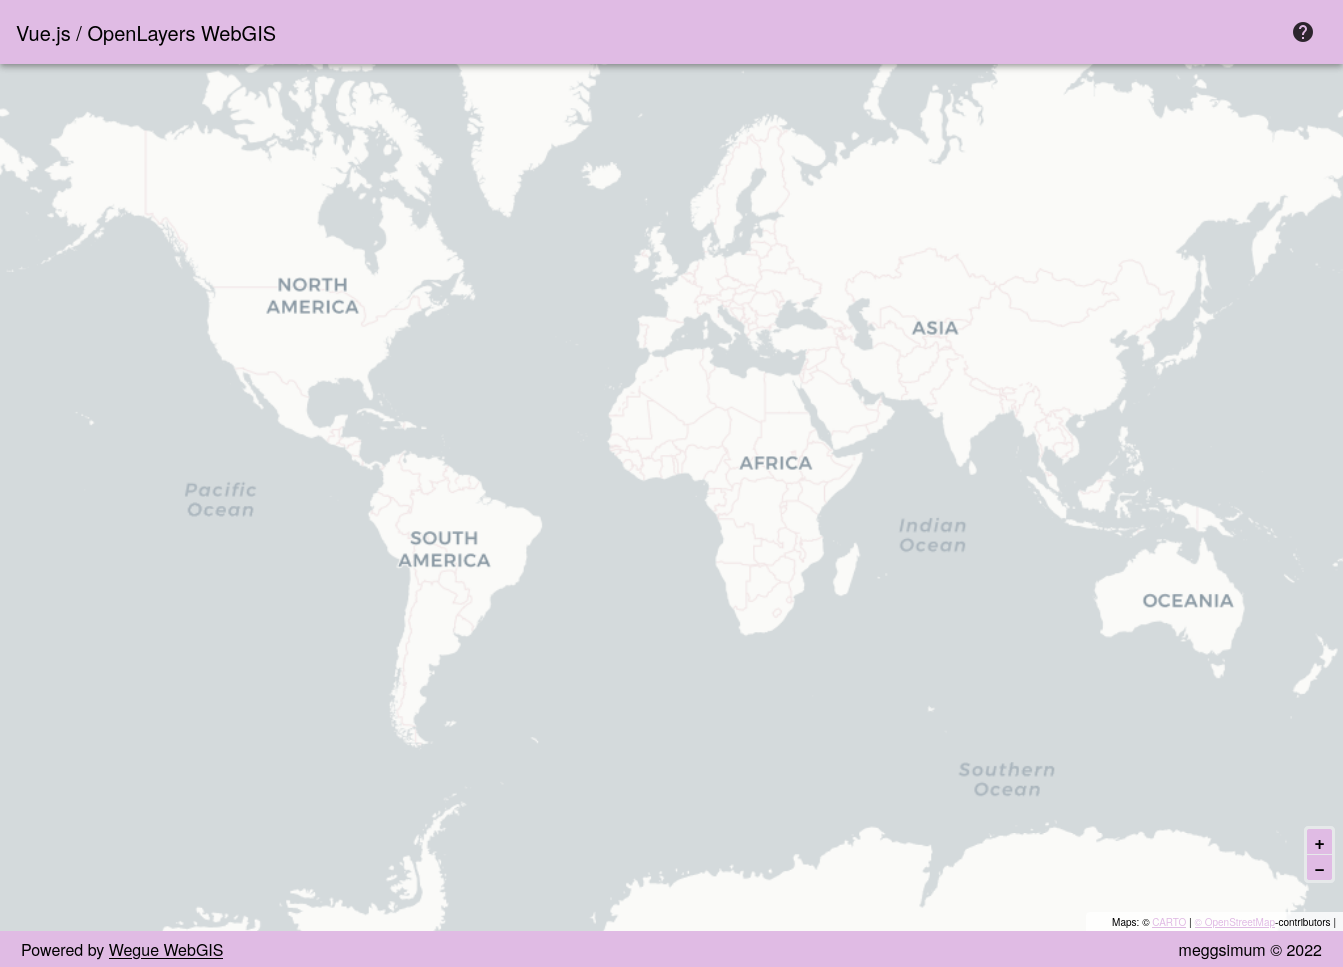 Vue.js / OpenLayers WebGIS
NORTH
AMERICA
ASIA
AFRICA
Pacific
Ocean
Indian
Ocean
SOUTH
AMERICA
OCEANIA
Southern
Ocean
+
−
Maps: © CARTO | © OpenStreetMap-contributors |
Powered by Wegue WebGIS
meggsimum © 2022